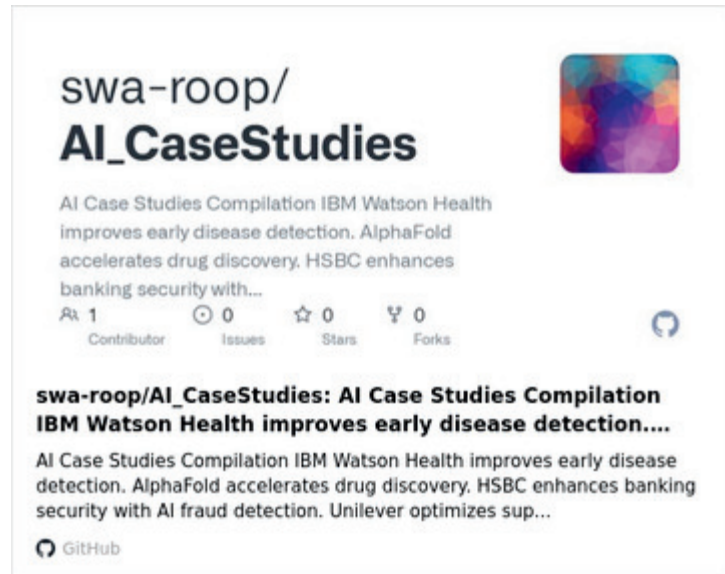 swa-roop/
AI_CaseStudies
AI Case Studies Compilation IBM Watson Health
improves early disease detection. AlphaFold
accelerates drug discovery. HSBC enhances
banking security with...
1 0 0 0
Contributor Issues Stars Forks
swa-roop/AI_CaseStudies: AI Case Studies Compilation
IBM Watson Health improves early disease detection....
AI Case Studies Compilation IBM Watson Health improves early disease
detection. AlphaFold accelerates drug discovery. HSBC enhances banking
security with AI fraud detection. Unilever optimizes sup...
GitHub